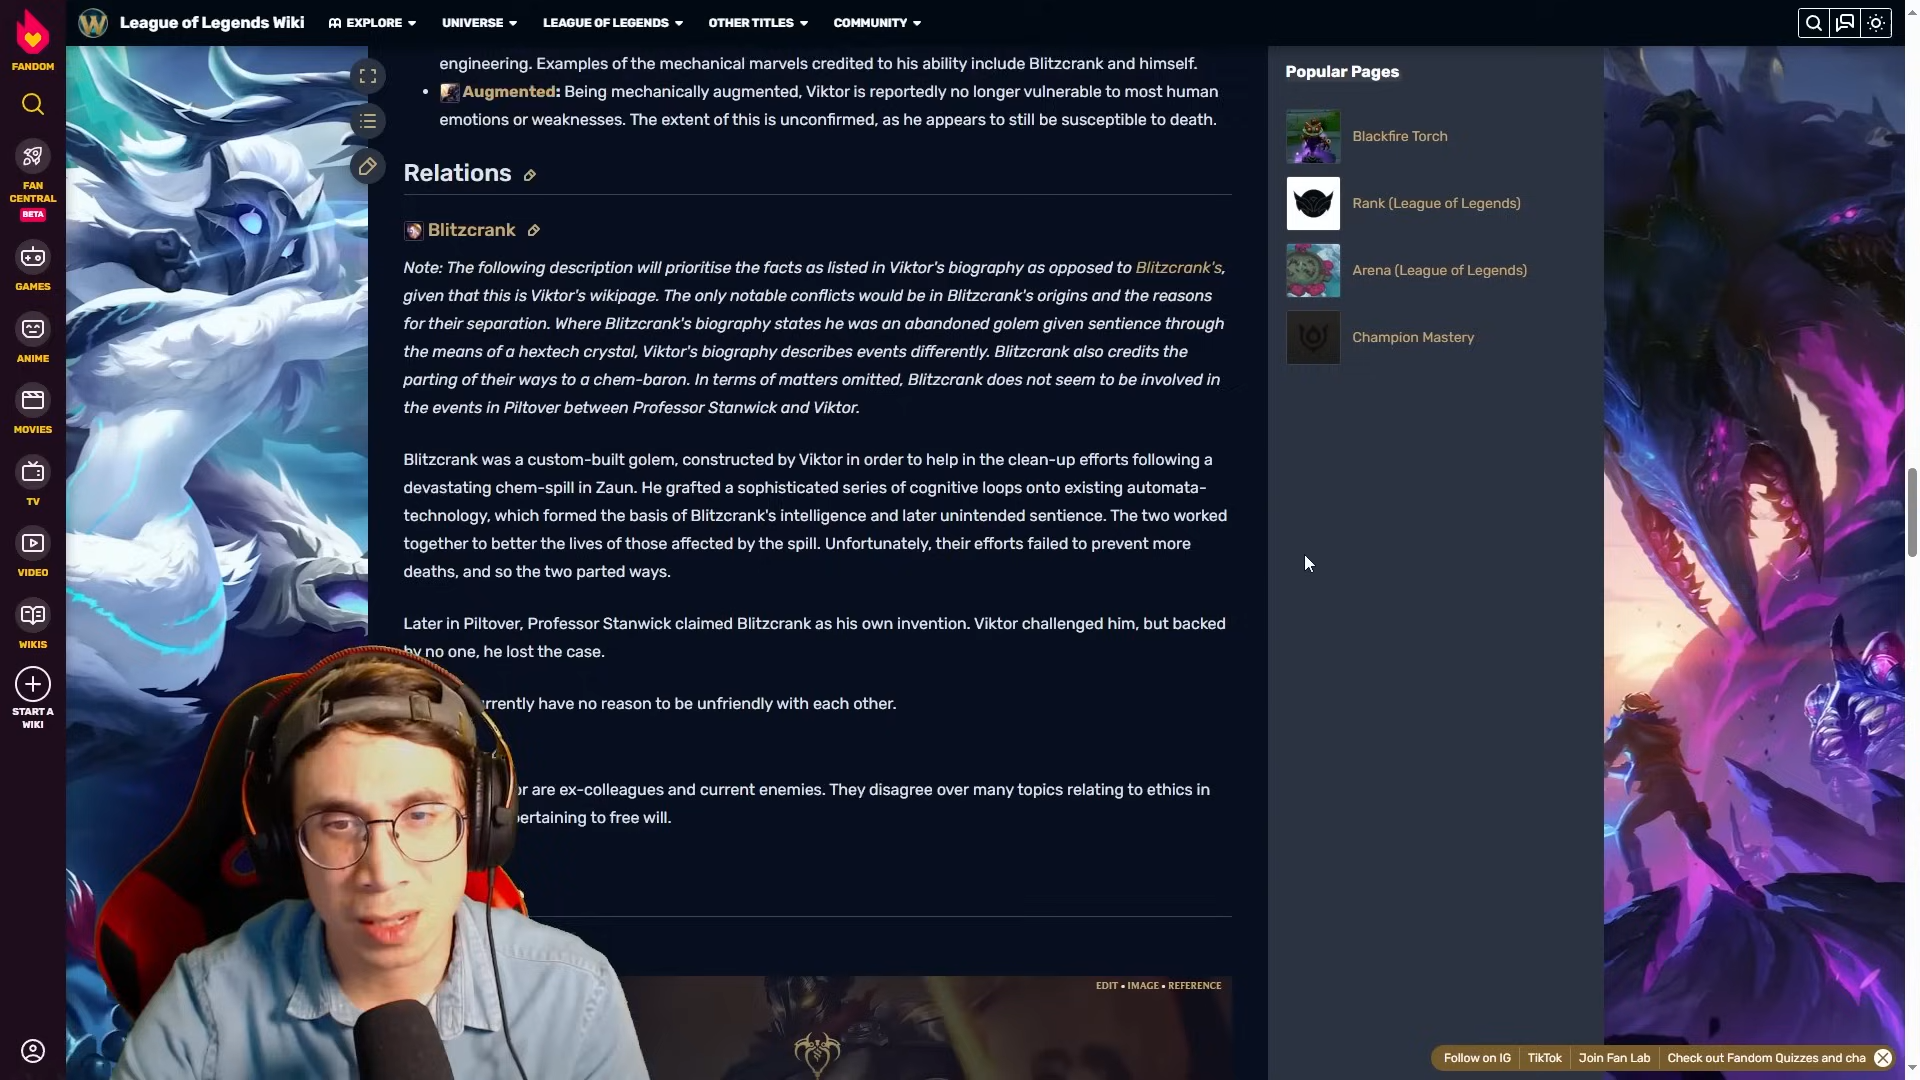 League of Legends Wiki
EXPLORE
UNIVERSE
LEAGUE OF LEGENDS
OTHER TITLES
COMMUNITY
FANDOM
FAN
CENTRAL
BETA
GAMES
ANIME
MOVIES
TV
VIDEO
WIKIS
START A
WIKI
engineering. Examples of the mechanical marvels credited to his ability include Blitzcrank and himself.
• Augmented: Being mechanically augmented, Viktor is reportedly no longer vulnerable to most human
emotions or weaknesses. The extent of this is unconfirmed, as he appears to still be susceptible to death.
Relations
Blitzcrank
Note: The following description will prioritise the facts as listed in Viktor's biography as opposed to Blitzcrank's,
given that this is Viktor's wikipage. The only notable conflicts would be in Blitzcrank's origins and the reasons
for their separation. Where Blitzcrank's biography states he was an abandoned golem given sentience through
the means of a hextech crystal, Viktor's biography describes events differently. Blitzcrank also credits the
parting of their ways to a chem-baron. In terms of matters omitted, Blitzcrank does not seem to be involved in
the events in Piltover between Professor Stanwick and Viktor.
Blitzcrank was a custom-built golem, constructed by Viktor in order to help in the clean-up efforts following a
devastating chem-spill in Zaun. He grafted a sophisticated series of cognitive loops onto existing automata-
technology, which formed the basis of Blitzcrank's intelligence and later unintended sentience. The two worked
together to better the lives of those affected by the spill. Unfortunately, their efforts failed to prevent more
deaths, and so the two parted ways.
Later in Piltover, Professor Stanwick claimed Blitzcrank as his own invention. Viktor challenged him, but backed
by no one, he lost the case.
have no reason to be unfriendly with each other.
are ex-colleagues and current enemies. They disagree over many topics relating to ethics in
to free will.
EDIT • IMAGE • REFERENCE
Popular Pages
Blackfire Torch
Rank (League of Legends)
Arena (League of Legends)
Champion Mastery
Follow on IG
TikTok
Join Fan Lab
Check out Fandom Quizzes and cha